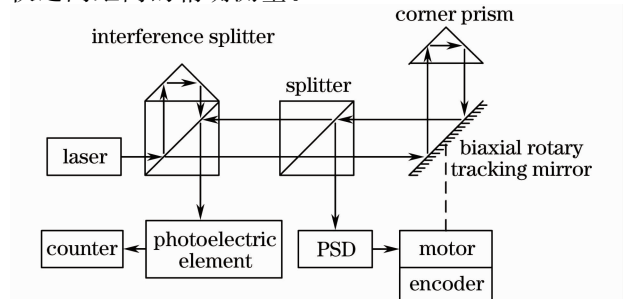 corner prism
interference splitter
splitter
laser
biaxial rotary
tracking mirror
counter
photoelectric
element
PSD
motor
encoder